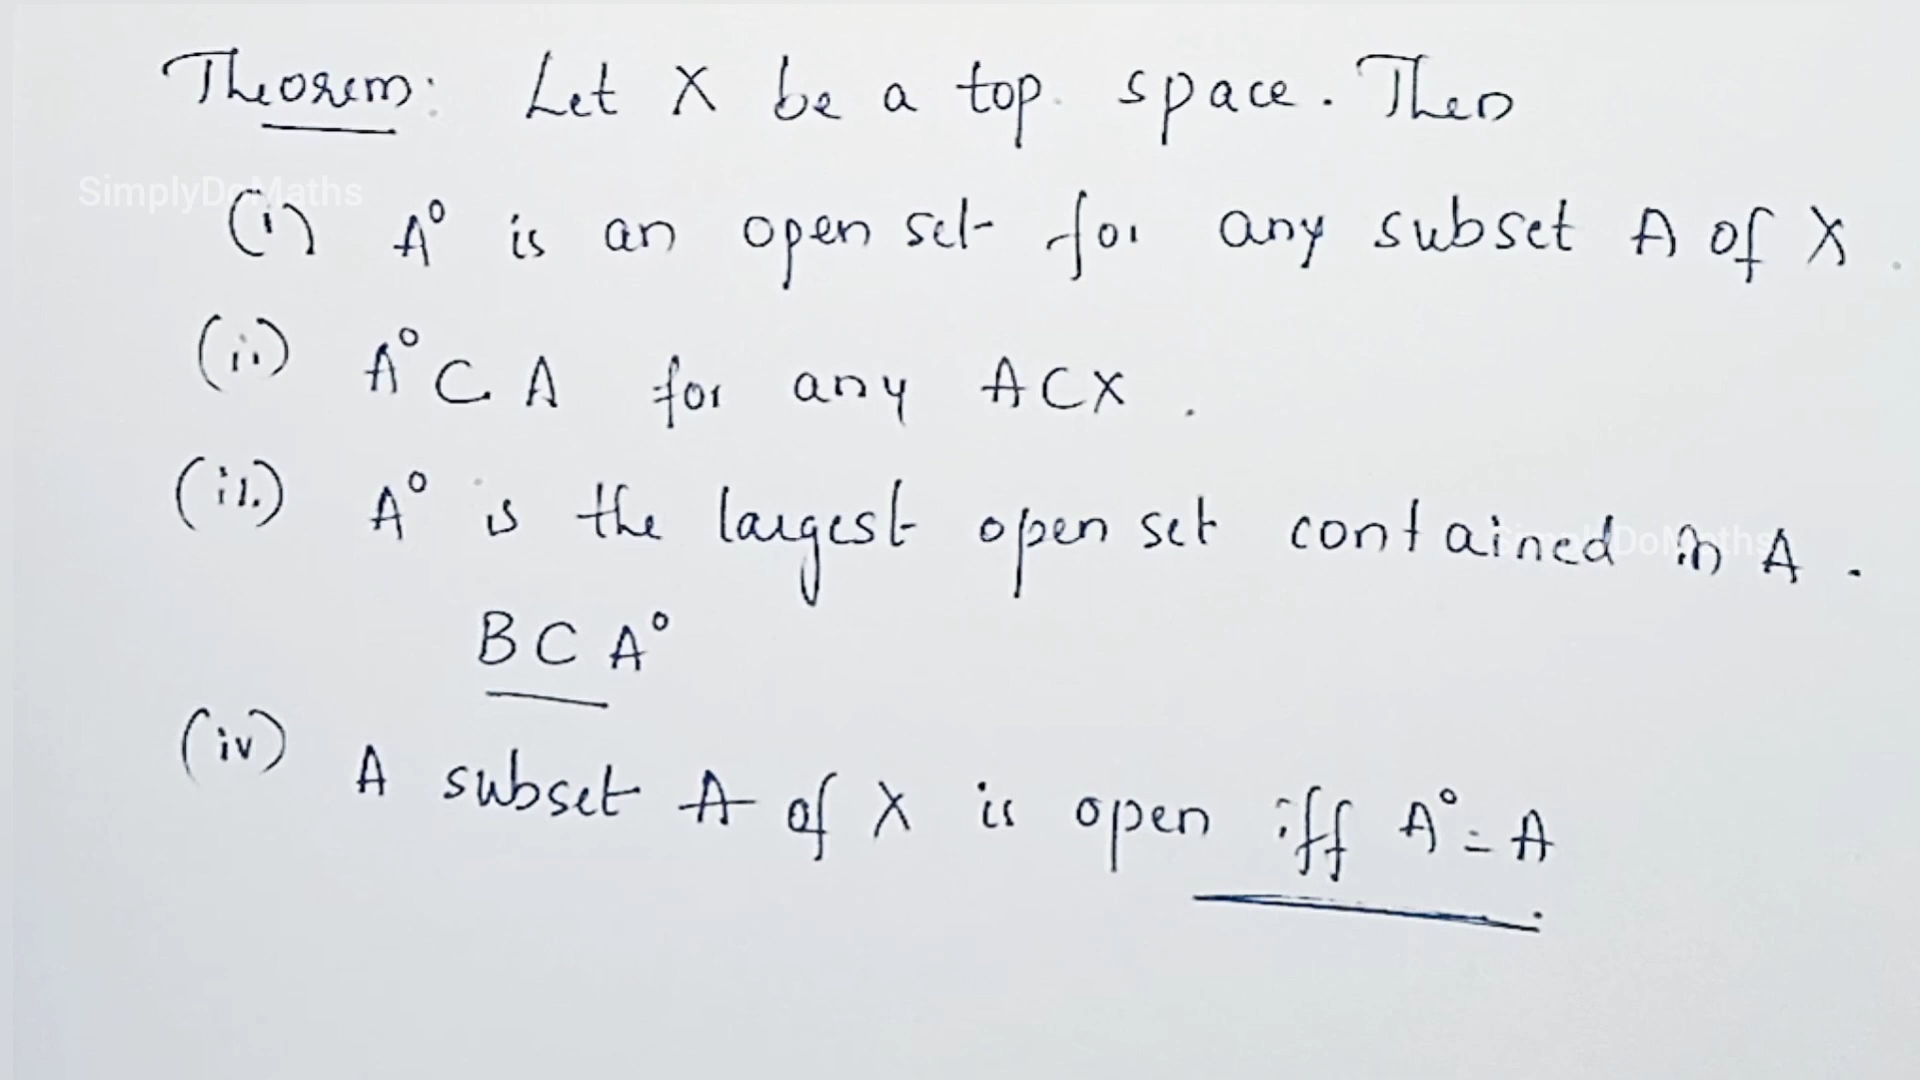 Theorem: Let X be a top. space. Then
SimplyDoMaths
(i) A° is an open set for any subset A of X.
(ii) A° ⊂ A for any A ⊂ X.
(iii) A° is the largest open set contained in A.
SimplyDoMaths
B ⊂ A°
(iv) A subset A of X is open iff A° = A.